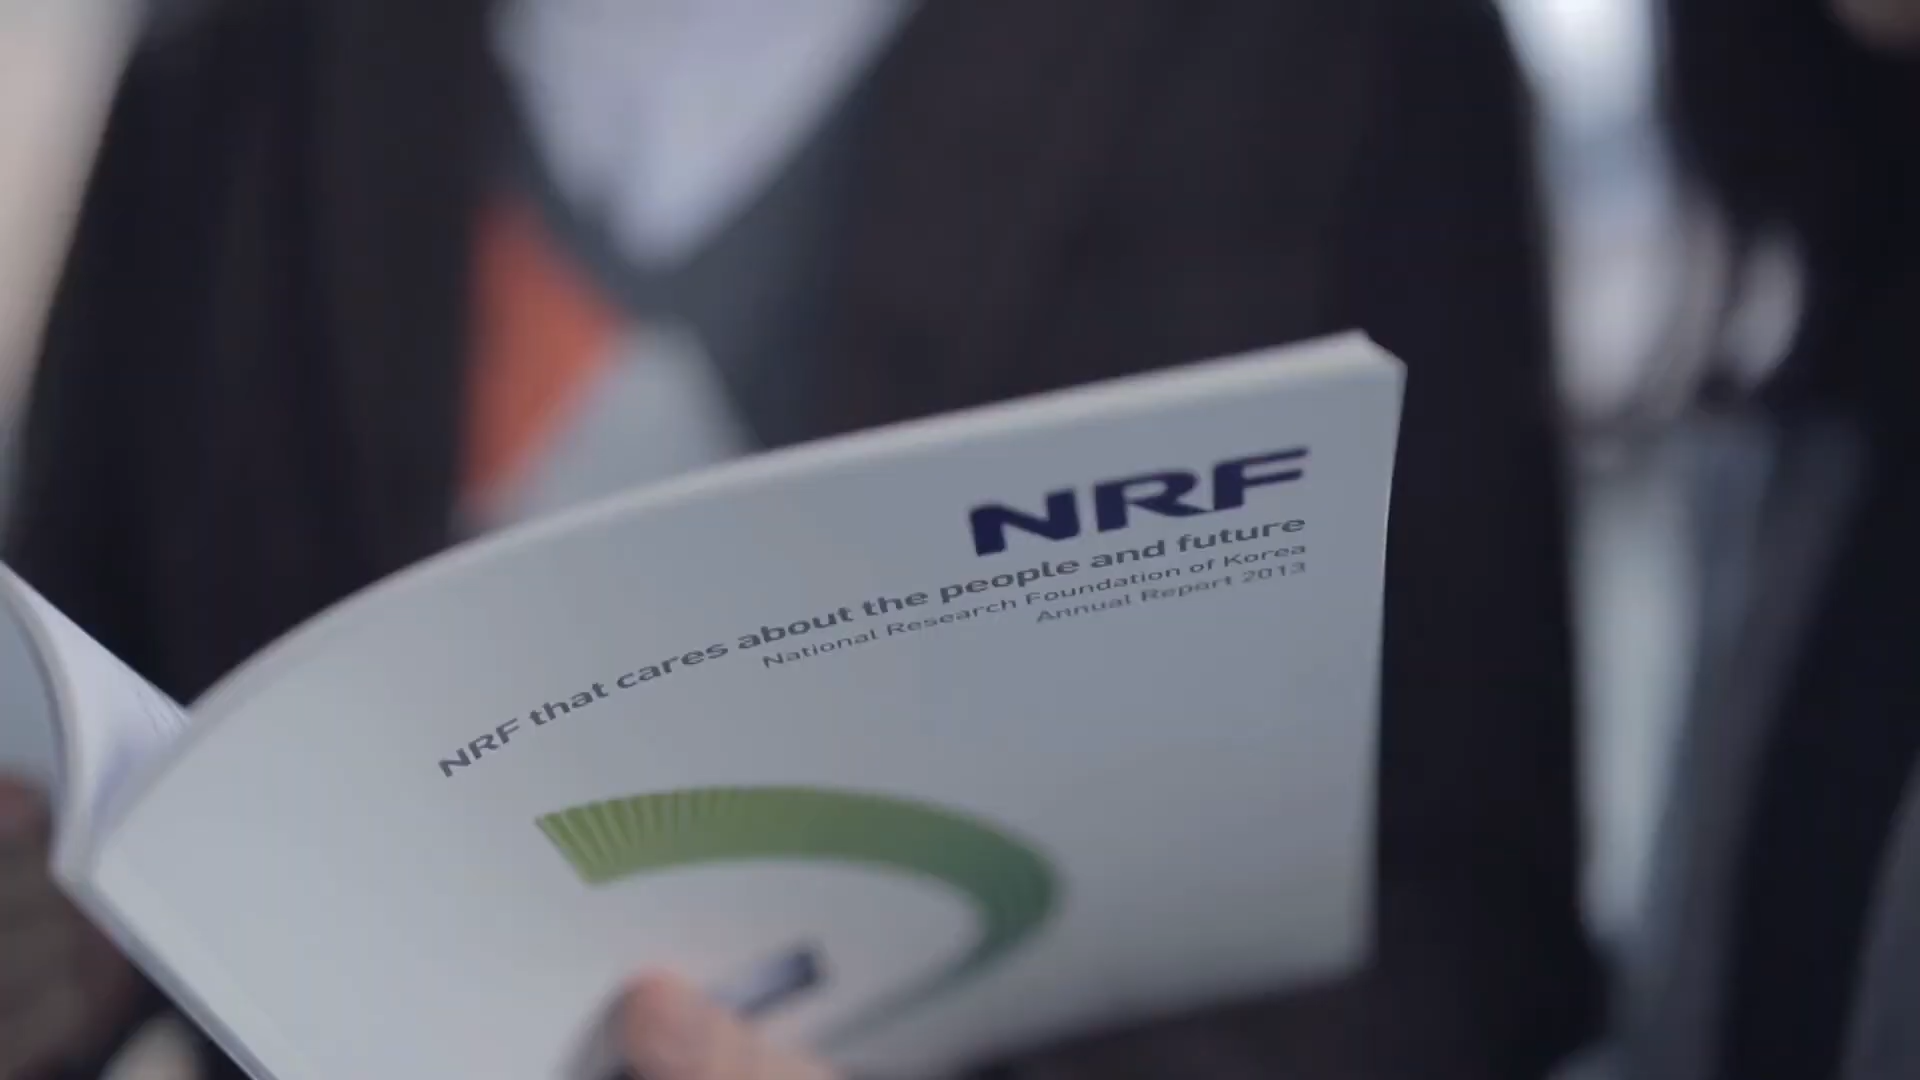 NRF
NRF that cares about the people and future
National Research Foundation of Korea
Annual Report 2013